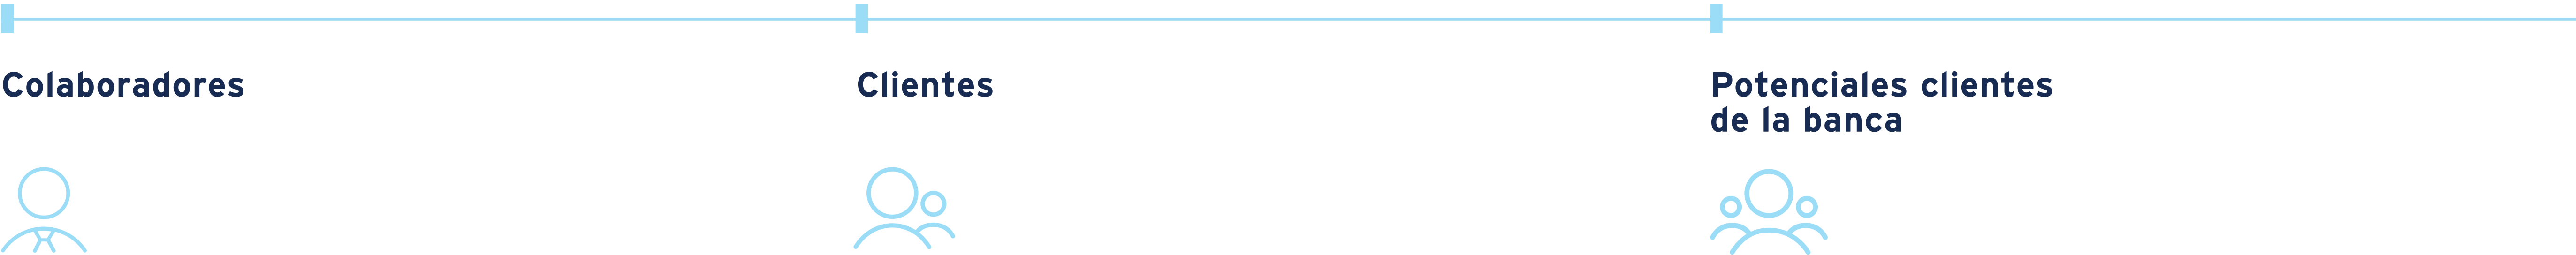 Colaboradores
Clientes
Potenciales clientes
de la banca